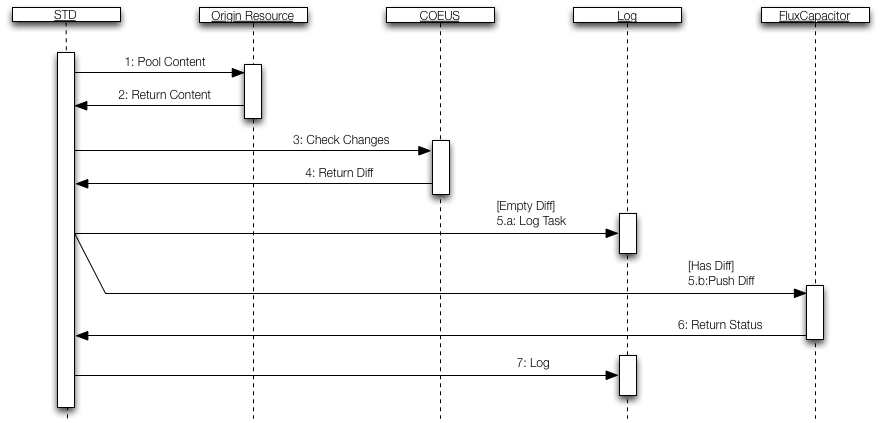 STD
Origin Resource
COEUS
Log
FluxCapacitor
1: Pool Content
2: Return Content
3: Check Changes
4: Return Diff
[Empty Diff]
5.a: Log Task
[Has Diff]
5.b:Push Diff
6: Return Status
7: Log